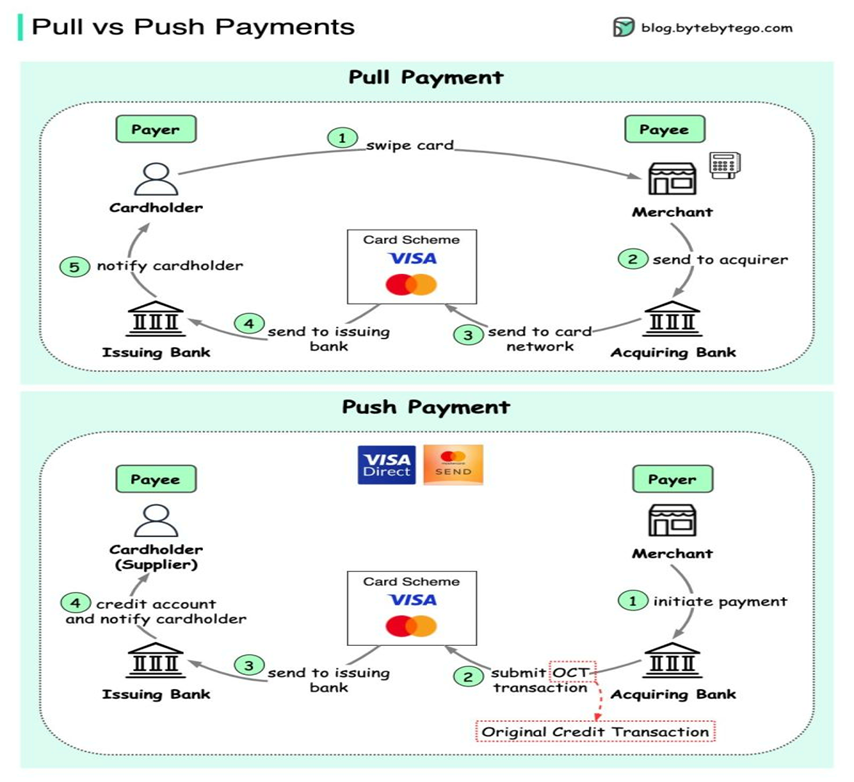 Pull vs Push Payments
blog.bytebytego.com
Pull Payment
Payer
Payee
1
swipe card
Cardholder
Merchant
Card Scheme
VISA
5
notify cardholder
2
send to acquirer
4
send to issuing
bank
3
send to card
network
Issuing Bank
Acquiring Bank
Push Payment
VISA
Direct
SEND
Payee
Payer
Cardholder
(Supplier)
Merchant
Card Scheme
VISA
4
credit account
and notify cardholder
1
initiate payment
3
send to issuing
bank
2
submit OCT
transaction
Issuing Bank
Acquiring Bank
Original Credit Transaction